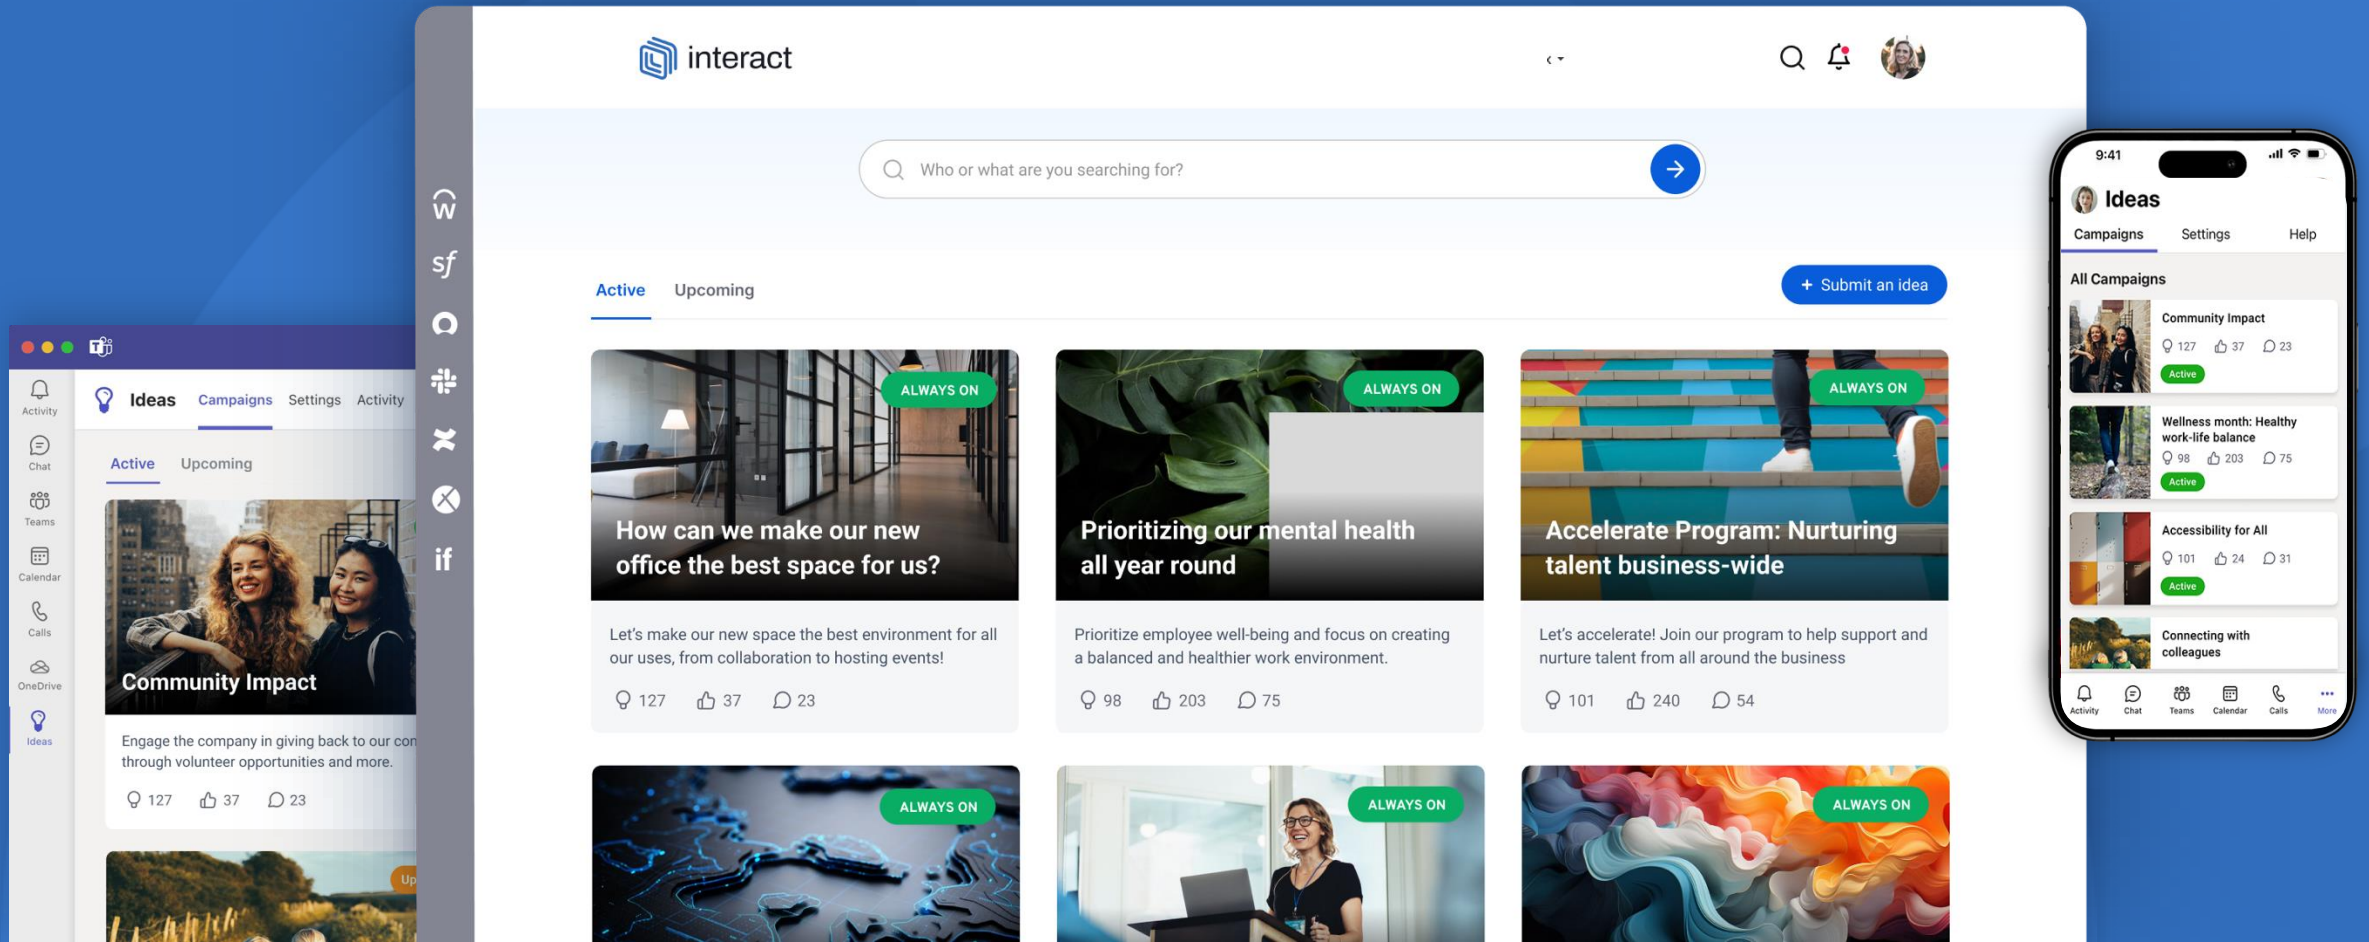 interact
Who or what are you searching for?
Active
Upcoming
+ Submit an idea
ALWAYS ON
How can we make our new
office the best space for us?
Let's make our new space the best environment for all
our uses, from collaboration to hosting events!
127
37
23
ALWAYS ON
Prioritizing our mental health
all year round
Prioritize employee well-being and focus on creating
a balanced and healthier work environment.
98
203
75
ALWAYS ON
Accelerate Program: Nurturing
talent business-wide
Let's accelerate! Join our program to help support and
nurture talent from all around the business
101
240
54
ALWAYS ON
ALWAYS ON
ALWAYS ON
w
sf
if
T
Activity
Chat
Teams
Calendar
Calls
OneDrive
Ideas
Ideas
Campaigns
Settings
Activity
Active
Upcoming
Community Impact
Engage the company in giving back to our con
through volunteer opportunities and more.
127
37
23
Up
9:41
Ideas
Campaigns
Settings
Help
All Campaigns
Community Impact
127
37
23
Active
Wellness month: Healthy
work-life balance
98
203
75
Active
Accessibility for All
101
24
31
Active
Connecting with
colleagues
Activity
Chat
Teams
Calendar
Calls
More